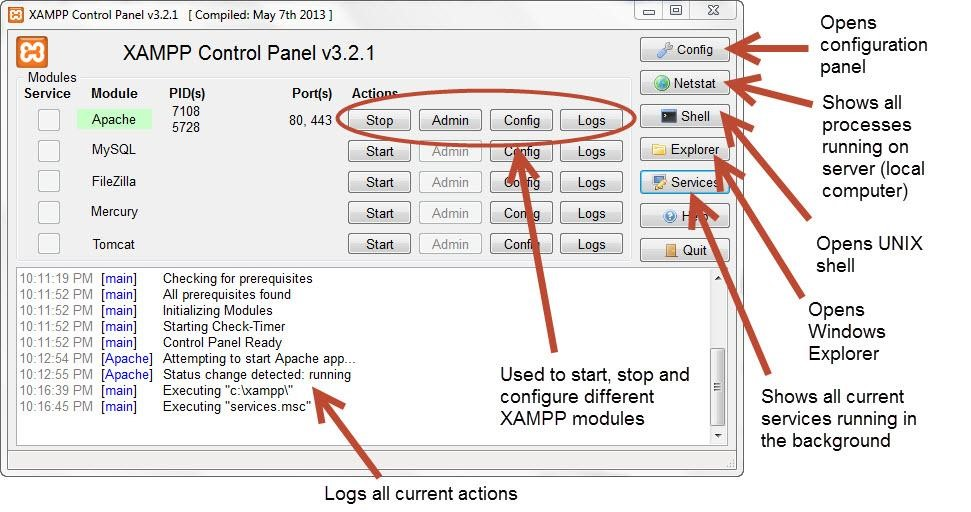 XAMPP Control Panel v3.2.1 [ Compiled: May 7th 2013 ]
XAMPP Control Panel v3.2.1
Modules
Service Module PID(s) Port(s) Actions
Apache 7108 5728 80, 443 Stop Admin Config Logs
MySQL Start Admin Config Logs
FileZilla Start Admin Config Logs
Mercury Start Admin Config Logs
Tomcat Start Admin Config Logs
Config
Netstat
Shell
Explorer
Services
Help
Quit
10:11:19 PM [main] Checking for prerequisites
10:11:52 PM [main] All prerequisites found
10:11:52 PM [main] Initializing Modules
10:11:52 PM [main] Starting Check-Timer
10:11:52 PM [main] Control Panel Ready
10:12:54 PM [Apache] Attempting to start Apache app...
10:12:55 PM [Apache] Status change detected: running
10:16:39 PM [main] Executing "c:\xampp\"
10:16:45 PM [main] Executing "services.msc"
Opens
configuration
panel
Shows all
processes
running on
server (local
computer)
Opens UNIX
shell
Opens
Windows
Explorer
Shows all current
services running in
the background
Used to start, stop and
configure different
XAMPP modules
Logs all current actions